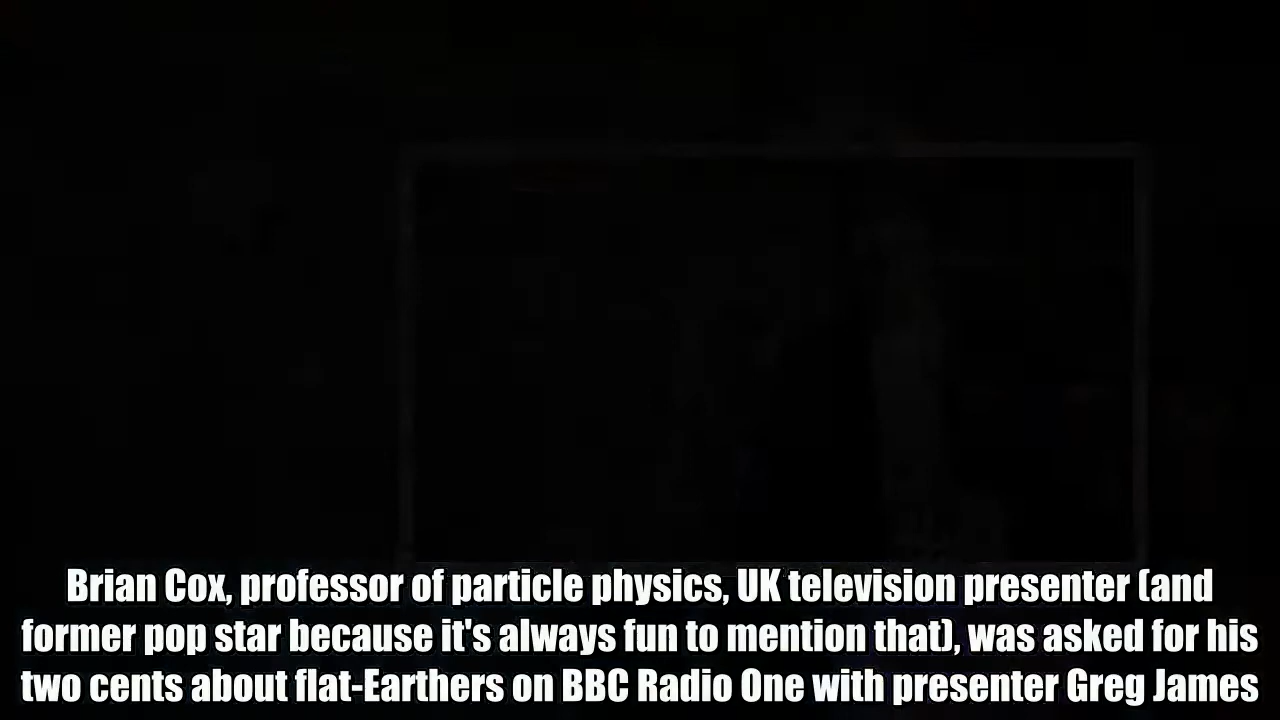 Brian Cox, professor of particle physics, UK television presenter (and
former pop star because it's always fun to mention that), was asked for his
two cents about flat-Earthers on BBC Radio One with presenter Greg James